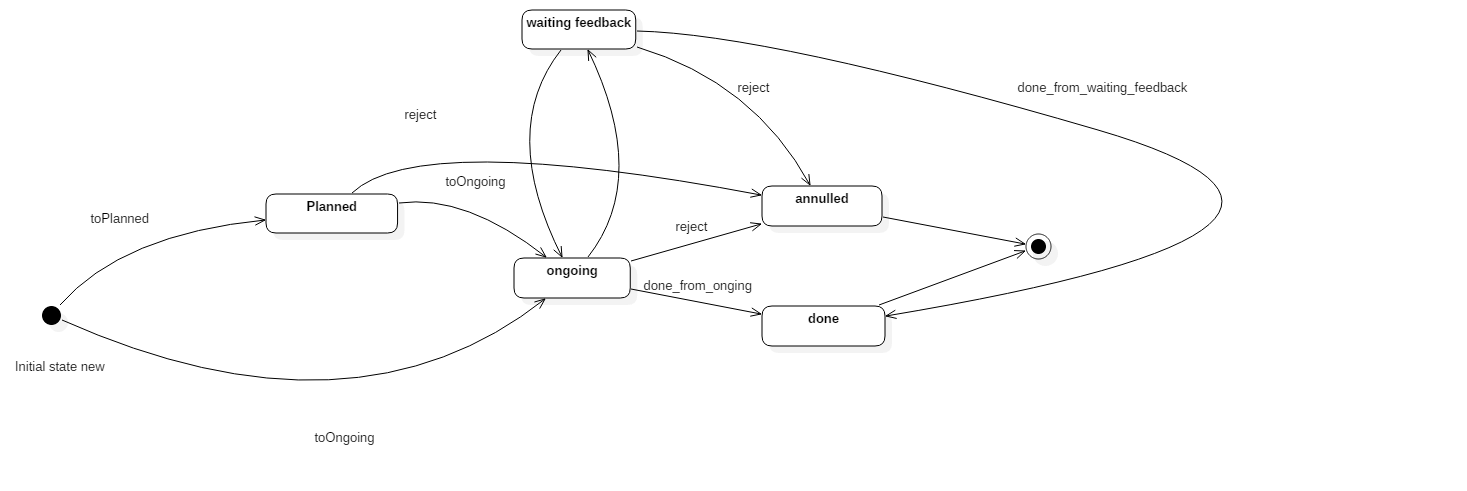 waiting feedback
reject
done_from_waiting_feedback
reject
toOngoing
annulled
Planned
toPlanned
reject
ongoing
done_from_onging
done
Initial state new
toOngoing